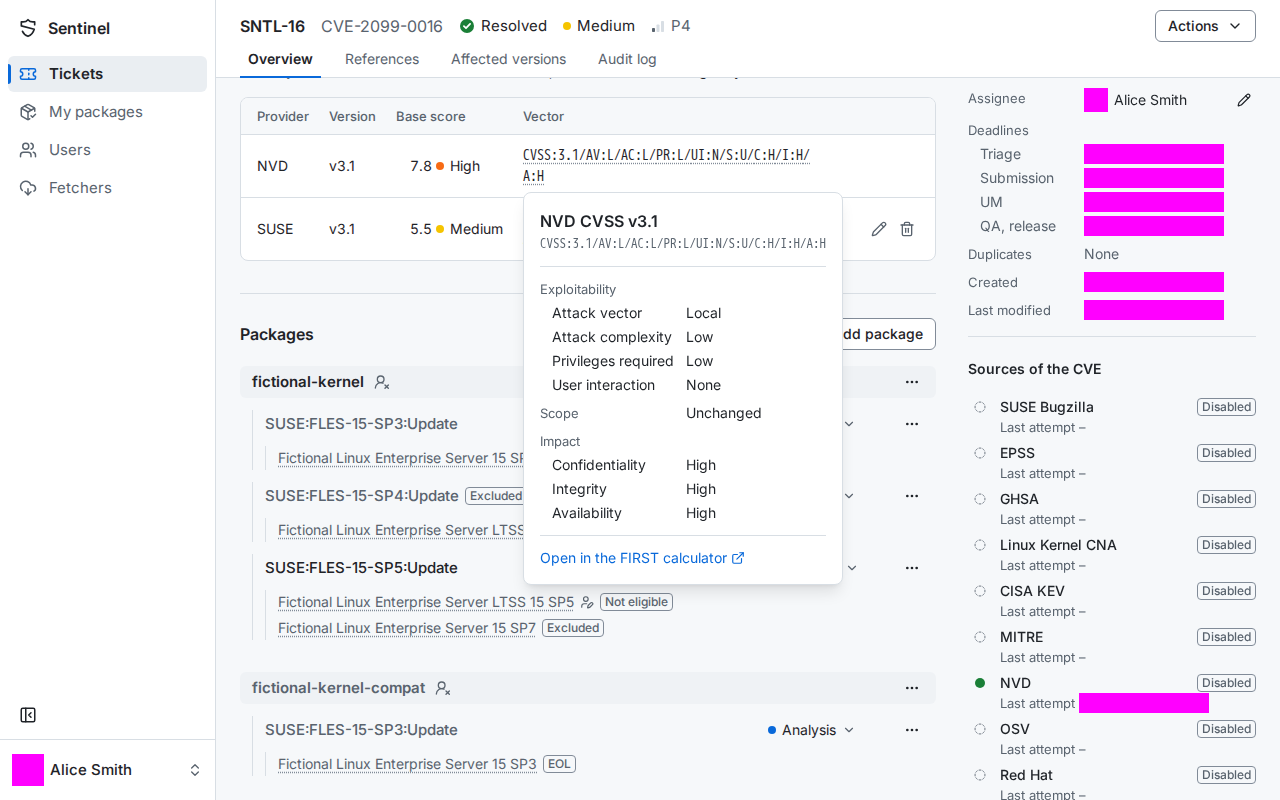 Sentinel
Tickets
My packages
Users
Fetchers
Alice Smith
SNTL-16 CVE-2099-0016 Resolved Medium P4
Actions
Overview References Affected versions Audit log
Provider Version Base score Vector
NVD v3.1 7.8 High CVSS:3.1/AV:L/AC:L/PR:L/UI:N/S:U/C:H/I:H/
A:H
SUSE v3.1 5.5 Medium
NVD CVSS v3.1
CVSS:3.1/AV:L/AC:L/PR:L/UI:N/S:U/C:H/I:H/A:H
Exploitability
Attack vector Local
Attack complexity Low
Privileges required Low
User interaction None
Scope Unchanged
Impact
Confidentiality High
Integrity High
Availability High
Open in the FIRST calculator
Packages
dd package
fictional-kernel
SUSE:FLES-15-SP3:Update
Fictional Linux Enterprise Server 15
SUSE:FLES-15-SP4:Update Excluded
Fictional Linux Enterprise Server LTSS
SUSE:FLES-15-SP5:Update
Fictional Linux Enterprise Server LTSS 15 SP5 Not eligible
Fictional Linux Enterprise Server 15 SP7 Excluded
fictional-kernel-compat
SUSE:FLES-15-SP3:Update Analysis
Fictional Linux Enterprise Server 15 SP3 EOL
Assignee Alice Smith
Deadlines
Triage
Submission
UM
QA, release
Duplicates None
Created
Last modified
Sources of the CVE
SUSE Bugzilla Disabled
Last attempt –
EPSS Disabled
Last attempt –
GHSA Disabled
Last attempt –
Linux Kernel CNA Disabled
Last attempt –
CISA KEV Disabled
Last attempt –
MITRE Disabled
Last attempt –
NVD Disabled
Last attempt
OSV Disabled
Last attempt –
Red Hat Disabled
Last attempt –